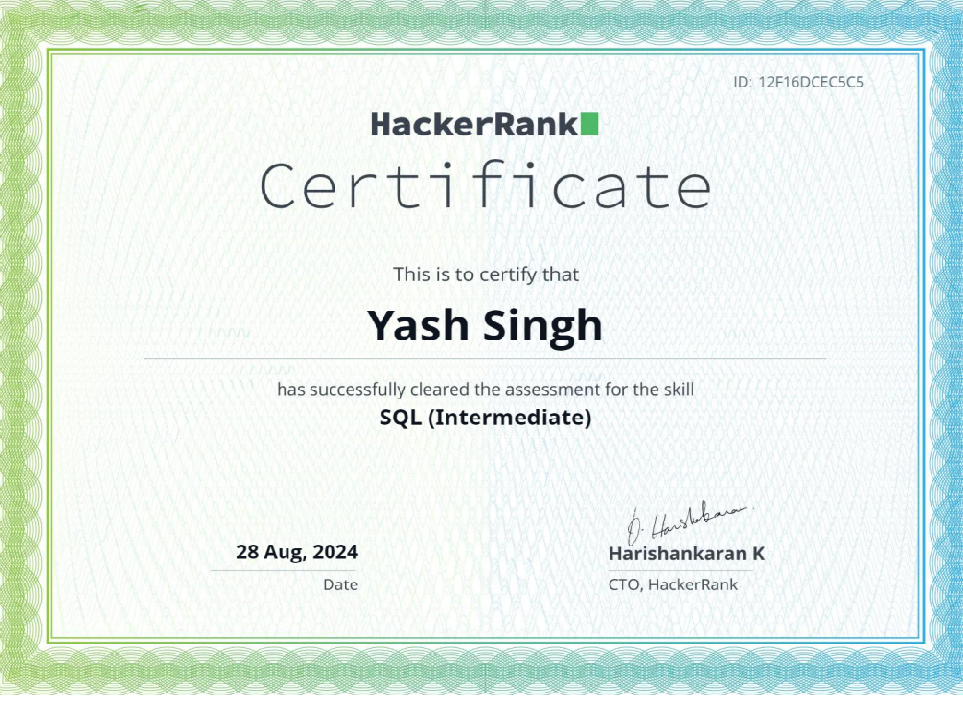 ID: 12F16DCEC5C5
HackerRank
Certificate
This is to certify that
Yash Singh
has successfully cleared the assessment for the skill
SQL (Intermediate)
D. Harishankaran.
28 Aug, 2024
Harishankaran K
Date
CTO, HackerRank